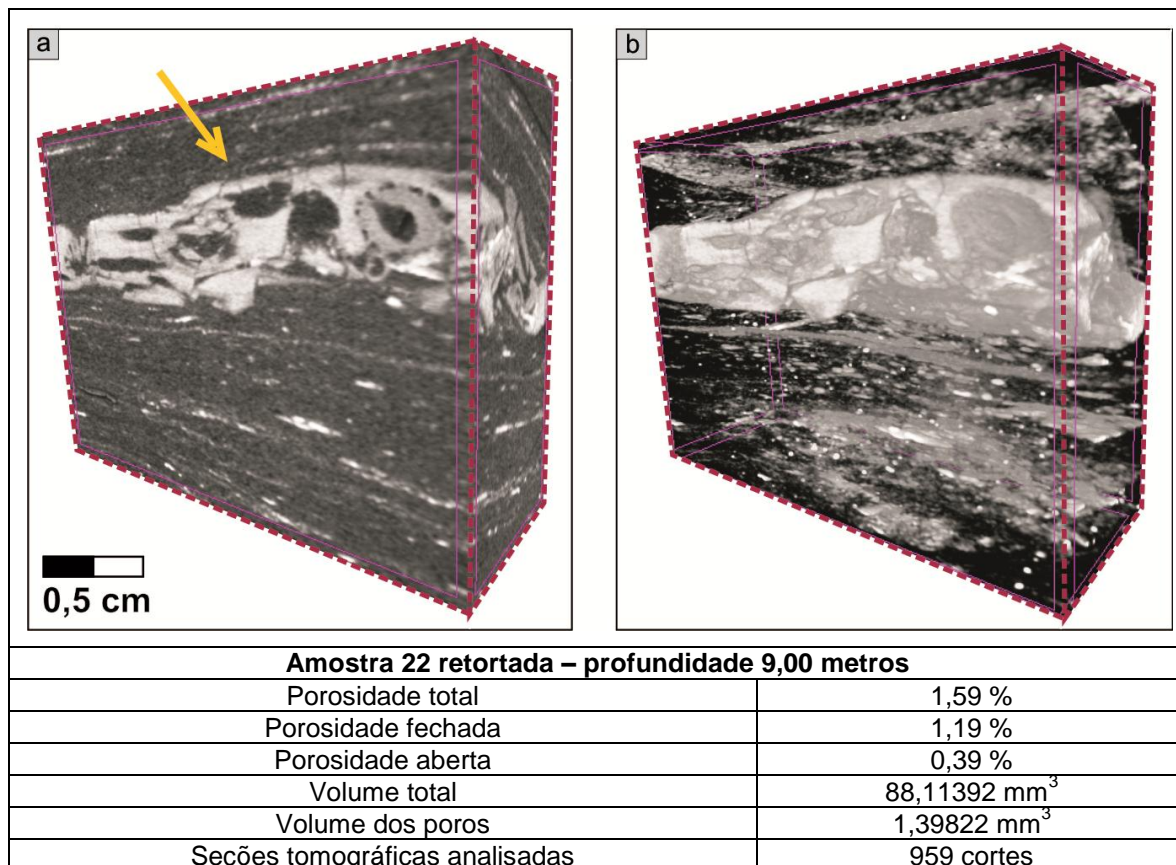 a
b
0,5 cm
Amostra 22 retortada – profundidade 9,00 metros
Porosidade total 1,59 %
Porosidade fechada 1,19 %
Porosidade aberta 0,39 %
Volume total 88,11392 mm³
Volume dos poros 1,39822 mm³
Seções tomográficas analisadas 959 cortes